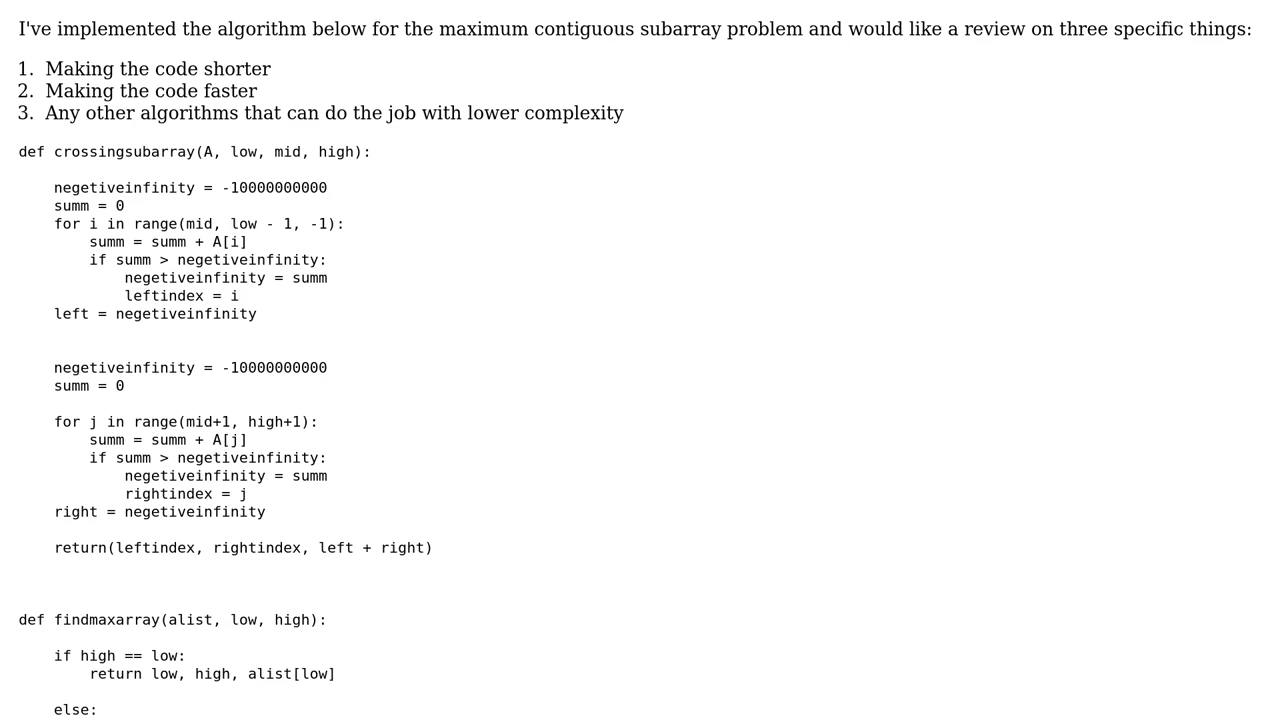 I've implemented the algorithm below for the maximum contiguous subarray problem and would like a review on three specific things:
1. Making the code shorter
2. Making the code faster
3. Any other algorithms that can do the job with lower complexity
def crossingsubarray(A, low, mid, high):
    negetiveinfinity = -10000000000
    summ = 0
    for i in range(mid, low - 1, -1):
        summ = summ + A[i]
        if summ > negetiveinfinity:
            negetiveinfinity = summ
            leftindex = i
    left = negetiveinfinity
    negetiveinfinity = -10000000000
    summ = 0
    for j in range(mid+1, high+1):
        summ = summ + A[j]
        if summ > negetiveinfinity:
            negetiveinfinity = summ
            rightindex = j
    right = negetiveinfinity
    return(leftindex, rightindex, left + right)
def findmaxarray(alist, low, high):
    if high == low:
        return low, high, alist[low]
    else: